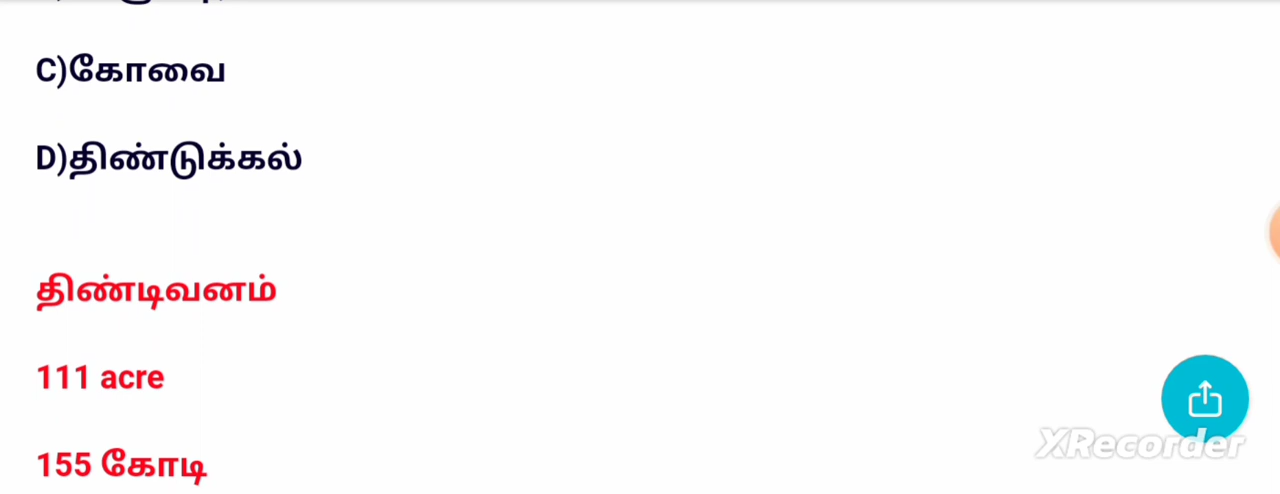 C)கோவை
D)திண்டுக்கல்
திண்டிவனம்
111 acre
155 கோடி
XRecorder